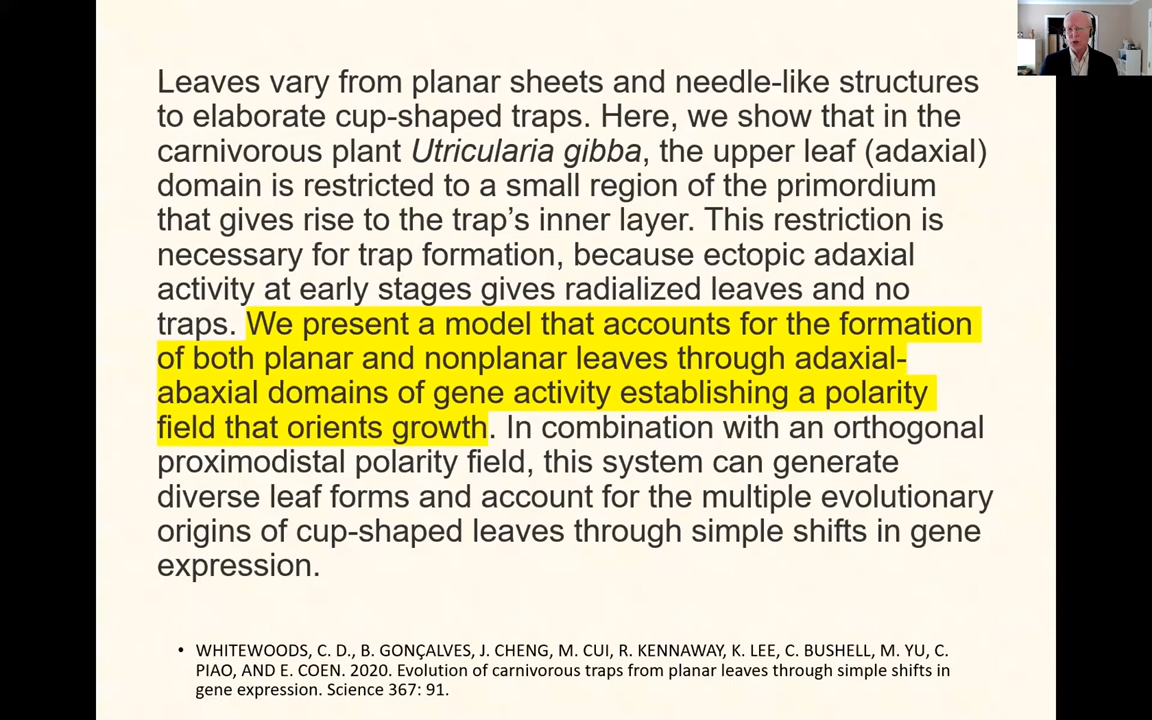 Leaves vary from planar sheets and needle-like structures
to elaborate cup-shaped traps. Here, we show that in the
carnivorous plant Utricularia gibba, the upper leaf (adaxial)
domain is restricted to a small region of the primordium
that gives rise to the trap’s inner layer. This restriction is
necessary for trap formation, because ectopic adaxial
activity at early stages gives radialized leaves and no
traps. We present a model that accounts for the formation
of both planar and nonplanar leaves through adaxial-
abaxial domains of gene activity establishing a polarity
field that orients growth. In combination with an orthogonal
proximodistal polarity field, this system can generate
diverse leaf forms and account for the multiple evolutionary
origins of cup-shaped leaves through simple shifts in gene
expression.
• WHITEWOODS, C. D., B. GONÇALVES, J. CHENG, M. CUI, R. KENNAWAY, K. LEE, C. BUSHELL, M. YU, C.
PIAO, AND E. COEN. 2020. Evolution of carnivorous traps from planar leaves through simple shifts in
gene expression. Science 367: 91.